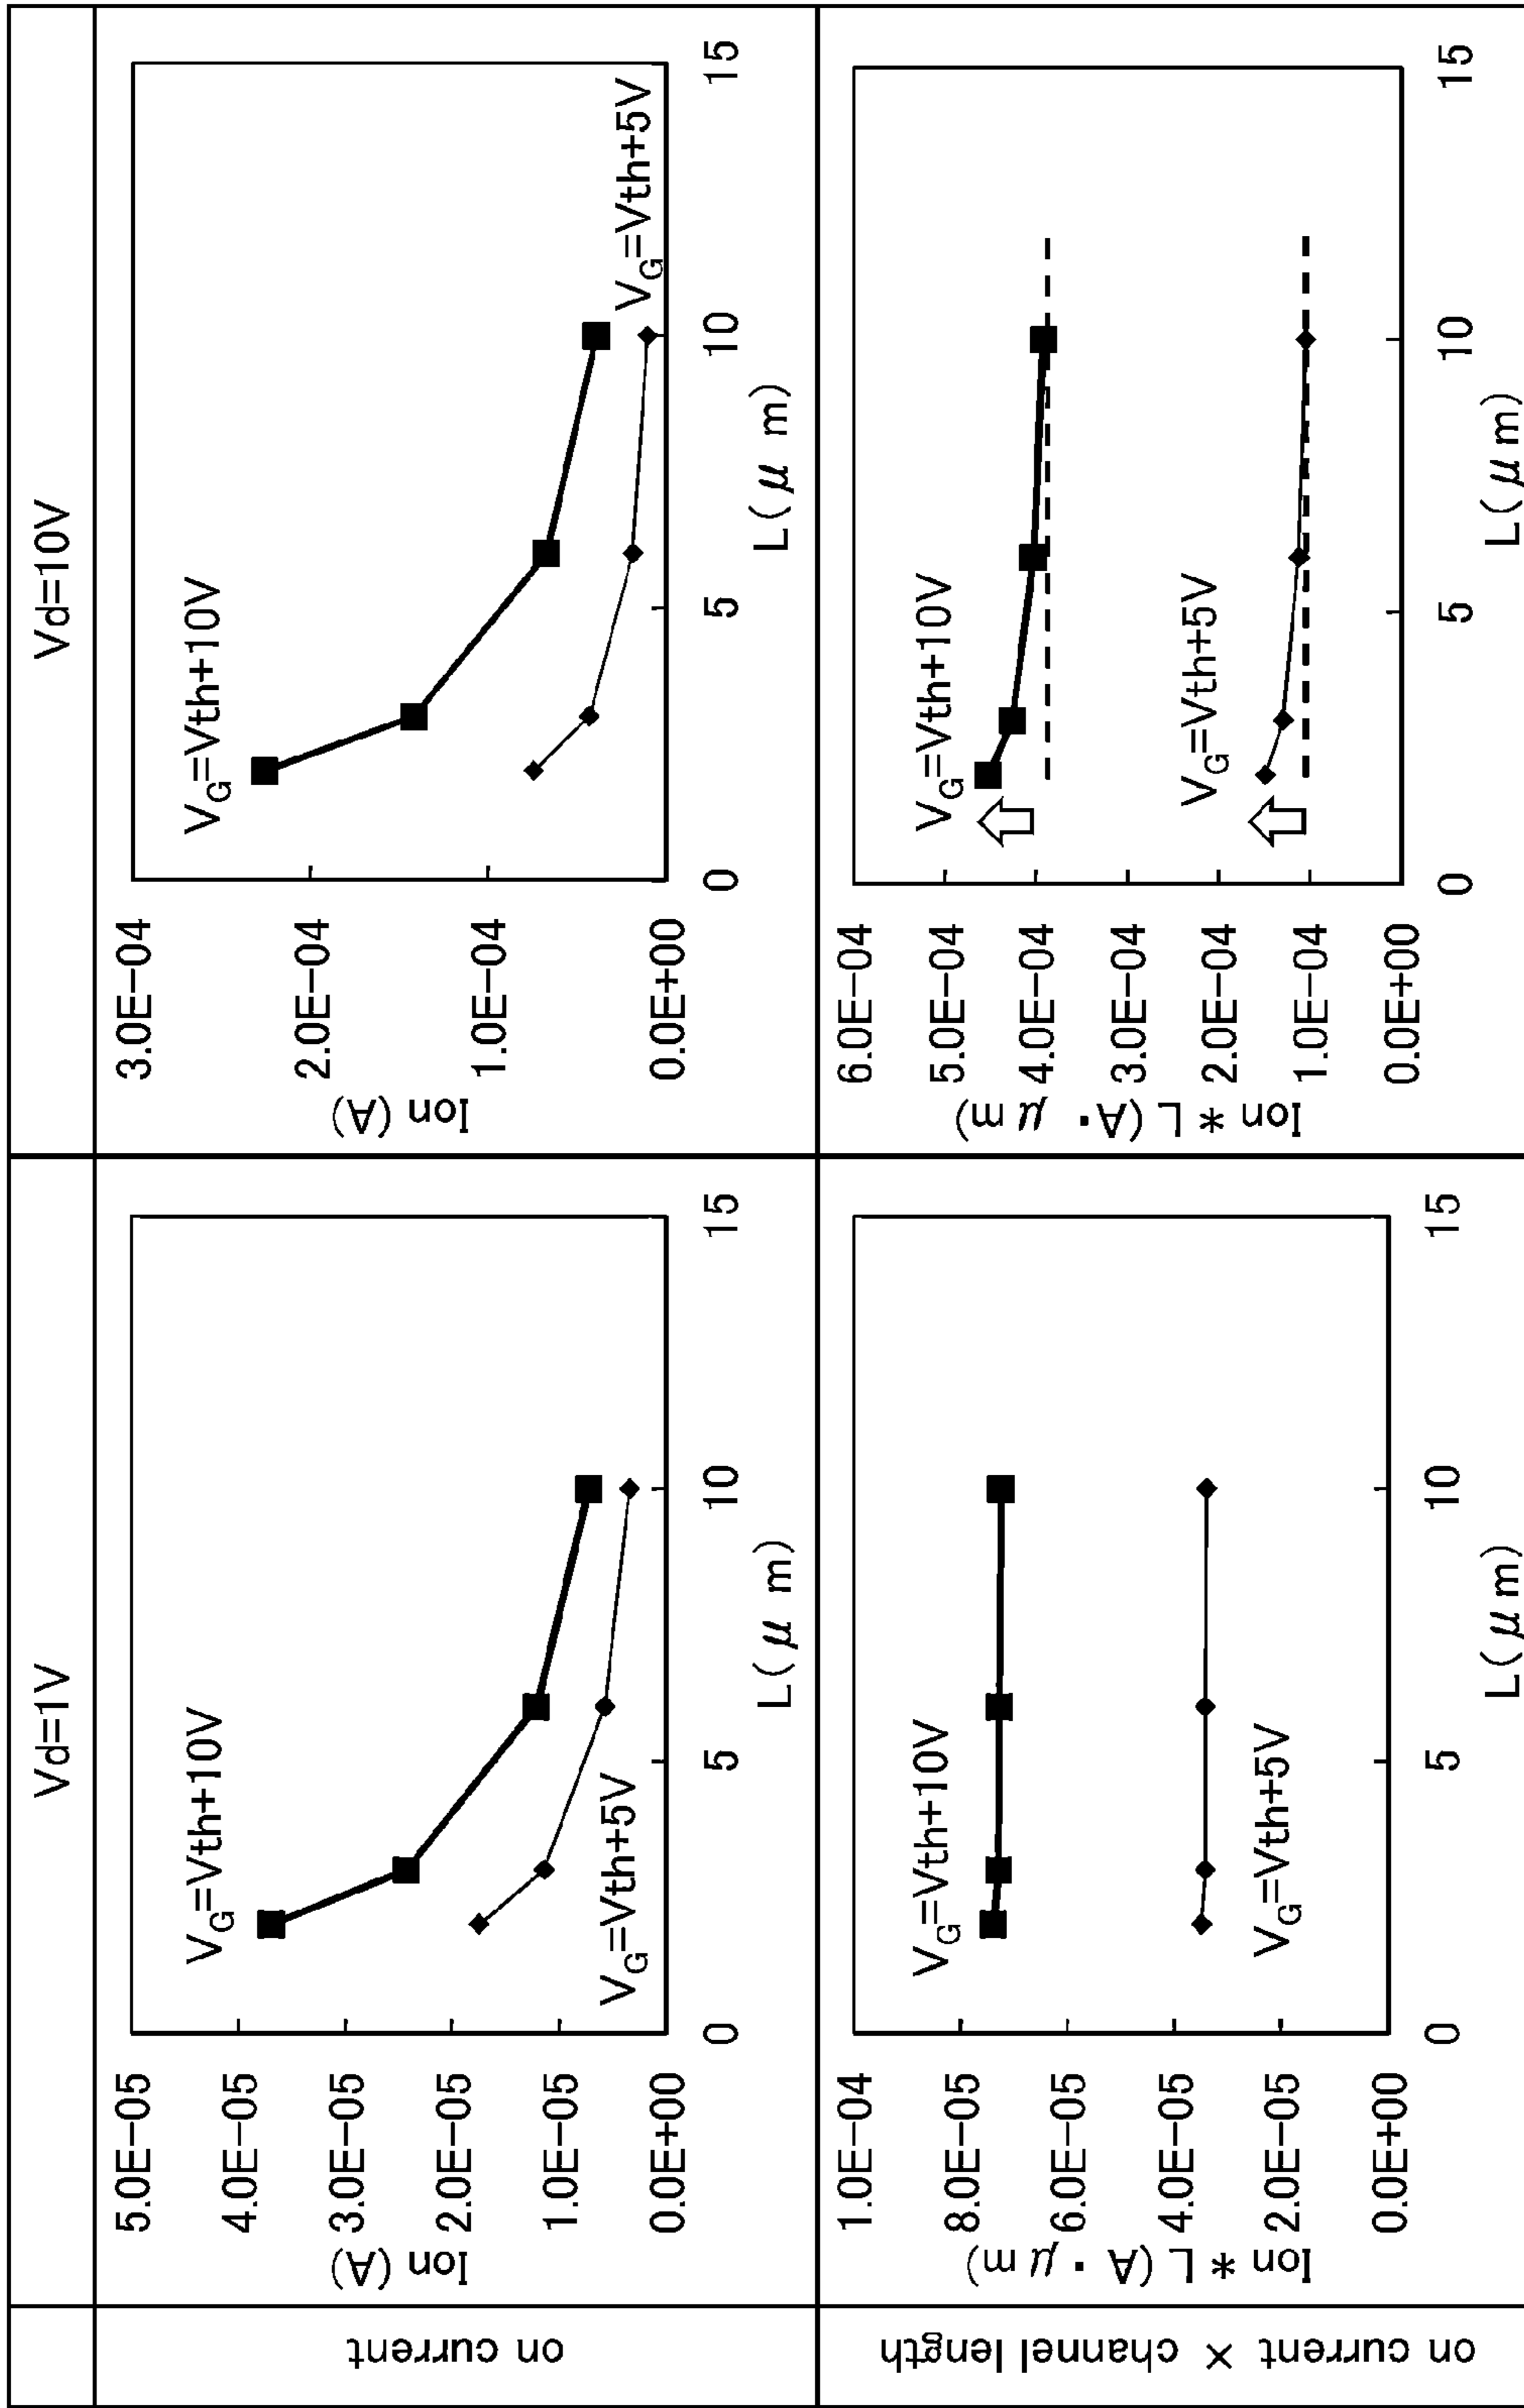 Vd=1V
Vd=10V
on current
Ion (A)
5.0E-05
4.0E-05
3.0E-05
2.0E-05
1.0E-05
0.0E+00
VG=Vth+10V
VG=Vth+5V
0
5
10
15
L(μm)
Ion (A)
3.0E-04
2.0E-04
1.0E-04
0.0E+00
VG=Vth+10V
VG=Vth+5V
0
5
10
15
L(μm)
on current × channel length
Ion * L (A・μm)
1.0E-04
8.0E-05
6.0E-05
4.0E-05
2.0E-05
0.0E+00
VG=Vth+10V
VG=Vth+5V
0
5
10
15
L(μm)
Ion * L (A・μm)
6.0E-04
5.0E-04
4.0E-04
3.0E-04
2.0E-04
1.0E-04
0.0E+00
VG=Vth+10V
VG=Vth+5V
0
5
10
15
L(μm)